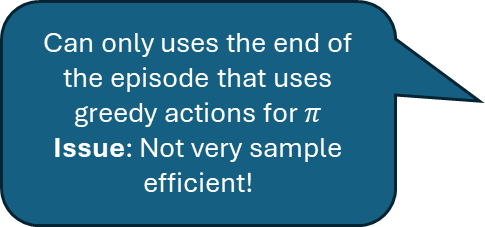 Can only uses the end of
the episode that uses
greedy actions for 𝜋
Issue: Not very sample
efficient!